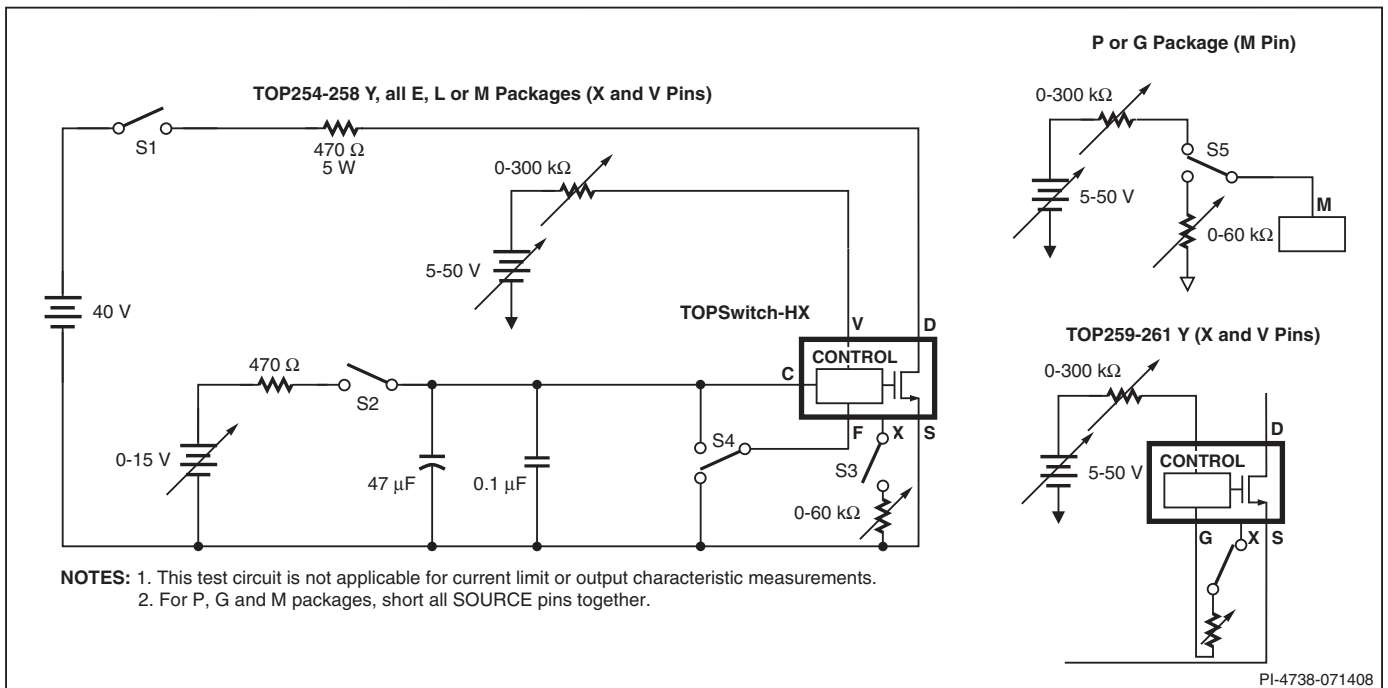 TOP254-258 Y, all E, L or M Packages (X and V Pins)
S1
470 Ω
5 W
0-300 kΩ
5-50 V
40 V
TOPSwitch-HX
V
D
CONTROL
C
470 Ω
S2
0-15 V
47 μF
0.1 μF
S4
F
X
S
S3
0-60 kΩ
NOTES: 1. This test circuit is not applicable for current limit or output characteristic measurements.
2. For P, G and M packages, short all SOURCE pins together.
P or G Package (M Pin)
0-300 kΩ
S5
5-50 V
M
0-60 kΩ
TOP259-261 Y (X and V Pins)
0-300 kΩ
D
5-50 V
CONTROL
G
X
S
PI-4738-071408